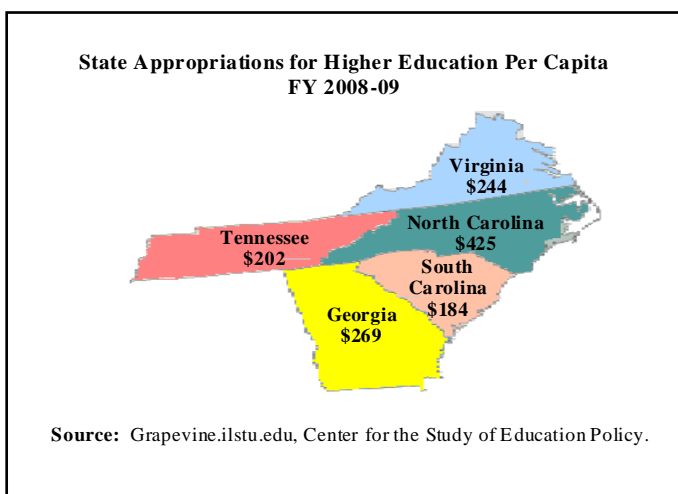 State Appropriations for Higher Education Per Capita
FY 2008-09
Virginia
$244
North Carolina
$425
Tennessee
$202
South
Carolina
$184
Georgia
$269
Source: Grapevine.ilstu.edu, Center for the Study of Education Policy.